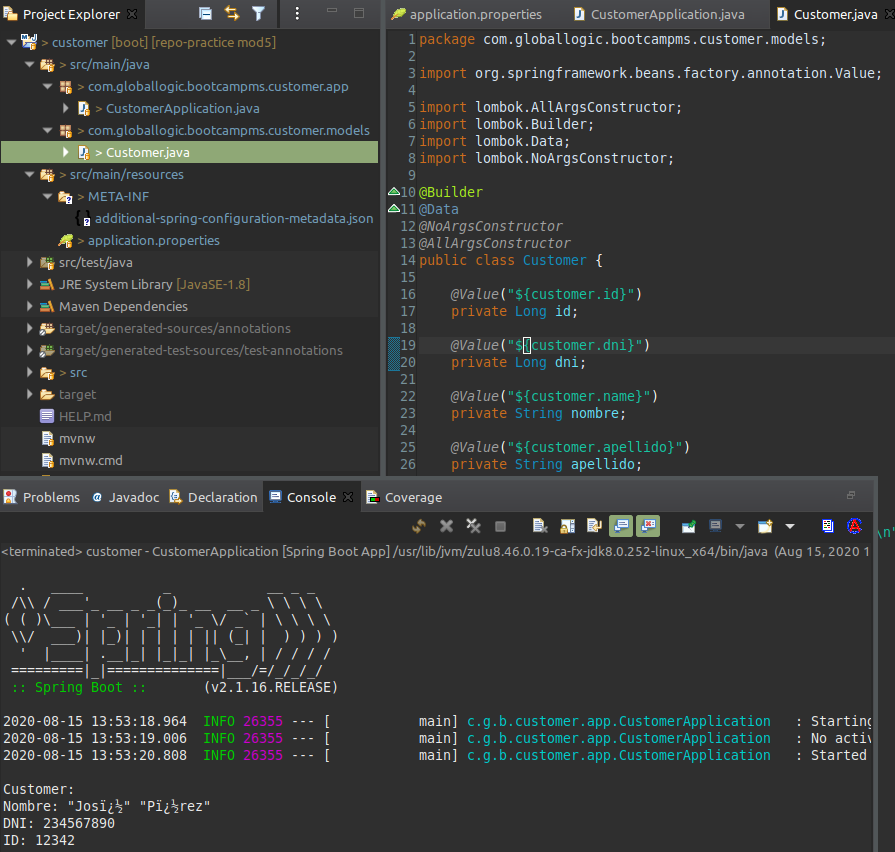 Project Explorer
> customer [boot] [repo-practice mod5]
> src/main/java
> com.globallogic.bootcampms.customer.app
> CustomerApplication.java
> com.globallogic.bootcampms.customer.models
> Customer.java
> src/main/resources
> META-INF
additional-spring-configuration-metadata.json
> application.properties
src/test/java
JRE System Library [JavaSE-1.8]
Maven Dependencies
target/generated-sources/annotations
target/generated-test-sources/test-annotations
> src
target
HELP.md
mvnw
mvnw.cmd
application.properties CustomerApplication.java Customer.java
1 package com.globallogic.bootcampms.customer.models;
2
3 import org.springframework.beans.factory.annotation.Value;
4
5 import lombok.AllArgsConstructor;
6 import lombok.Builder;
7 import lombok.Data;
8 import lombok.NoArgsConstructor;
9
10 @Builder
11 @Data
12 @NoArgsConstructor
13 @AllArgsConstructor
14 public class Customer {
15
16 @Value("${customer.id}")
17 private Long id;
18
19 @Value("${customer.dni}")
20 private Long dni;
21
22 @Value("${customer.name}")
23 private String nombre;
24
25 @Value("${customer.apellido}")
26 private String apellido;
\n"
Problems Javadoc Declaration Console Coverage
<terminated> customer - CustomerApplication [Spring Boot App] /usr/lib/jvm/zulu8.46.0.19-ca-fx-jdk8.0.252-linux_x64/bin/java (Aug 15, 2020 1
  .   ____          _            __ _ _
 /\\ / ___'_ __ _ _(_)_ __  __ _ \ \ \ \
( ( )\___ | '_ | '_| | '_ \/ _` | \ \ \ \
 \\/  ___)| |_)| | | | | || (_| |  ) ) ) )
  '  |____| .__|_| |_|_| |_\__, | / / / /
 =========|_|==============|___/=/_/_/_/
 :: Spring Boot ::       (v2.1.16.RELEASE)
2020-08-15 13:53:18.964 INFO 26355 --- [ main] c.g.b.customer.app.CustomerApplication : Starting
2020-08-15 13:53:19.006 INFO 26355 --- [ main] c.g.b.customer.app.CustomerApplication : No activ
2020-08-15 13:53:20.808 INFO 26355 --- [ main] c.g.b.customer.app.CustomerApplication : Started
Customer:
Nombre: "Josï¿½" "Pï¿½rez"
DNI: 234567890
ID: 12342